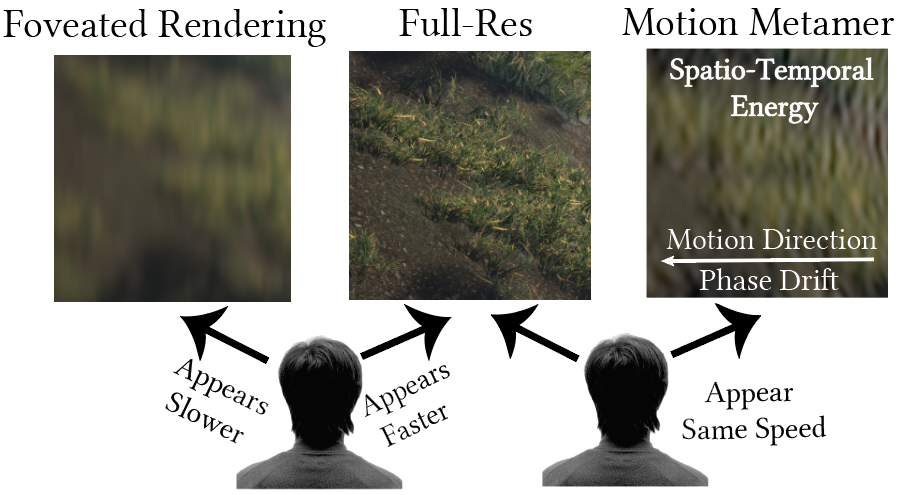 Foveated Rendering
Full-Res
Motion Metamer
Spatio-Temporal
Energy
Motion Direction
Phase Drift
Appears
Slower
Appears
Faster
Appear
Same Speed